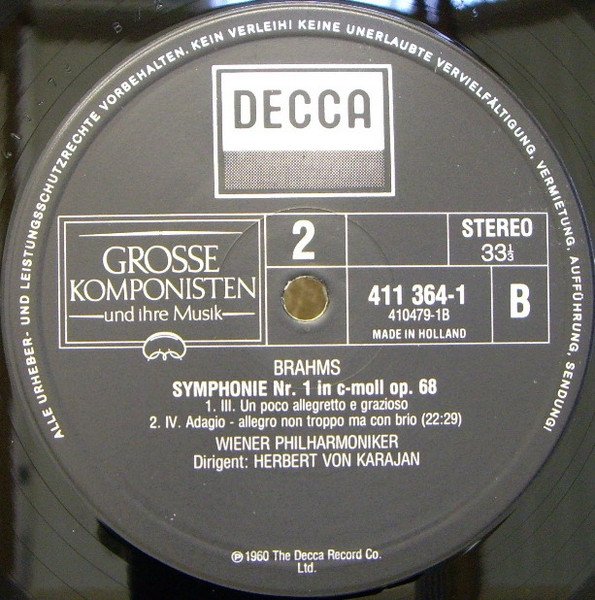 ALLE URHEBER- UND LEISTUNGSSCHUTZRECHTE VORBEHALTEN. KEIN VERLEIH! KEINE UNERLAUBTE VERVIELFÄLTIGUNG, VERMIETUNG, AUFFÜHRUNG, SENDUNG!
DECCA
GROSSE
KOMPONISTEN
und ihre Musik
2
STEREO
33⅓
411 364-1
410479-1B
MADE IN HOLLAND
B
BRAHMS
SYMPHONIE Nr. 1 in c-moll op. 68
1. III. Un poco allegretto e grazioso
2. IV. Adagio - allegro non troppo ma con brio (22:29)
WIENER PHILHARMONIKER
Dirigent: HERBERT VON KARAJAN
℗1960 The Decca Record Co.
Ltd.